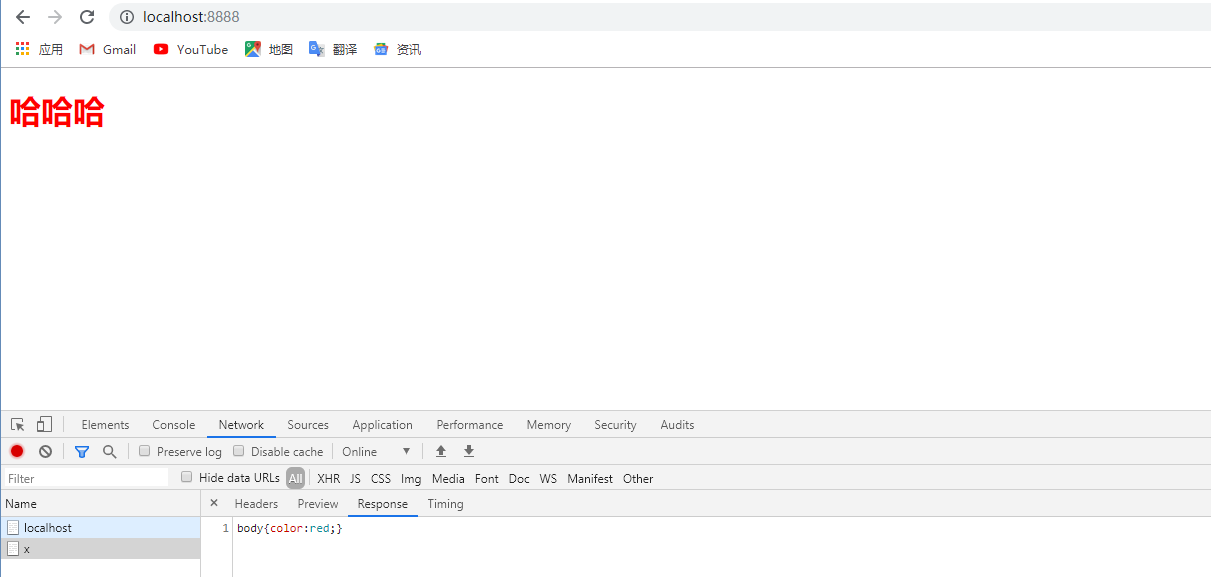 localhost:8888
应用 Gmail YouTube 地图 翻译 资讯
哈哈哈
Elements Console Network Sources Application Performance Memory Security Audits
Preserve log Disable cache Online
Filter Hide data URLs All XHR JS CSS Img Media Font Doc WS Manifest Other
Name × Headers Preview Response Timing
localhost 1 body{color:red;}
x